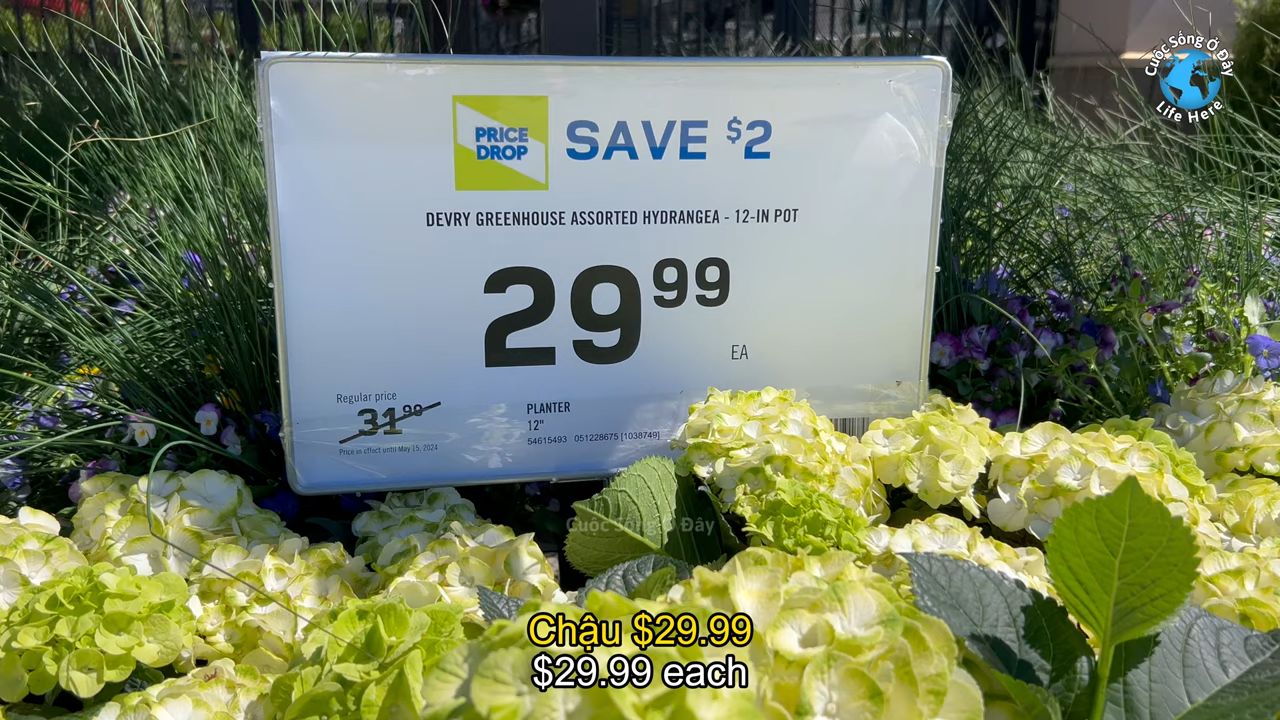 Cuộc Sống Ở Đây
Life Here
PRICE
DROP
SAVE $2
DEVRY GREENHOUSE ASSORTED HYDRANGEA - 12-IN POT
29 99
EA
Regular price
31 99
Price in effect until May 15, 2024
PLANTER
12"
54615493 051228675 [1038749]
Cuộc Sống Ở Đây
Chậu $29.99
$29.99 each